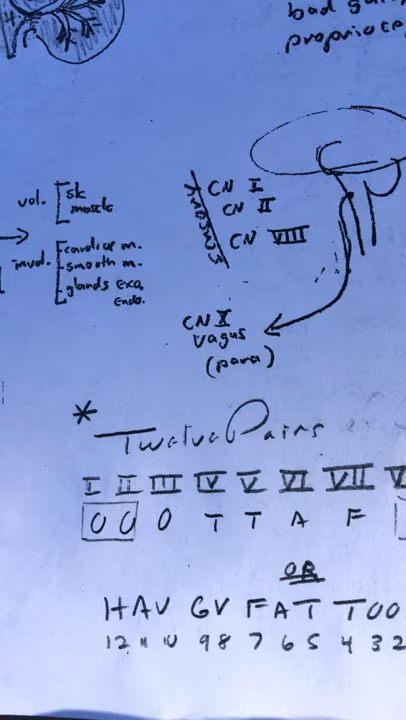 bad
proprioce
vol.
sk
muscle
invol.
cardiac m.
smooth m.
glands exo,
Endo.
SENSORY
CN I
CN II
CN VIII
CN X
vagus
(para)
*
Twelve Pairs
I II III IV V VI VII V
O O O T T A F
OR
HAV GV FAT TOO
12 11 10 9 8 7 6 5 4 3 2